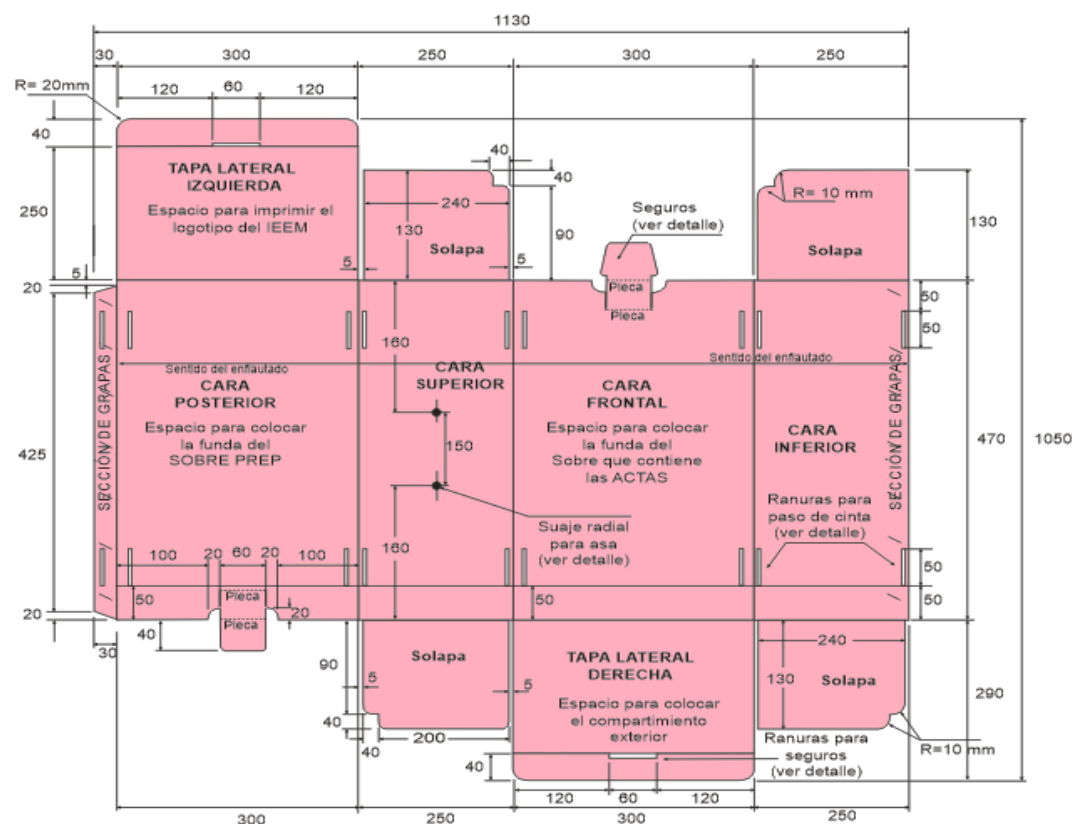 1130
30 300 250 300 250
R= 20mm
120 60 120
40
40
40
TAPA LATERAL
IZQUIERDA
Espacio para imprimir el
logotipo del IEEM
250
240
130
Solapa
90
5
5
Seguros
(ver detalle)
R= 10 mm
Solapa
130
5
20
Pleca
Pleca
50
50
160
Sentido del enflautado
Sentido del enflautado
SECCIÓN DE GRAPAS
CARA
POSTERIOR
Espacio para colocar
la funda del
SOBRE PREP
CARA
SUPERIOR
150
CARA
FRONTAL
Espacio para colocar
la funda del
Sobre que contiene
las ACTAS
CARA
INFERIOR
SECCIÓN DE GRAPAS
470
1050
425
Ranuras para
paso de cinta
(ver detalle)
Suaje radial
para asa
(ver detalle)
160
100 20 60 20 100
50
50
Pleca
Pleca
50
20
50
20
40
30
90
Solapa
5
5
40
40
200
TAPA LATERAL
DERECHA
Espacio para colocar
el compartimiento
exterior
240
130
Solapa
290
Ranuras para
seguros
(ver detalle)
R=10 mm
40
120 60 120
300 250 300 250